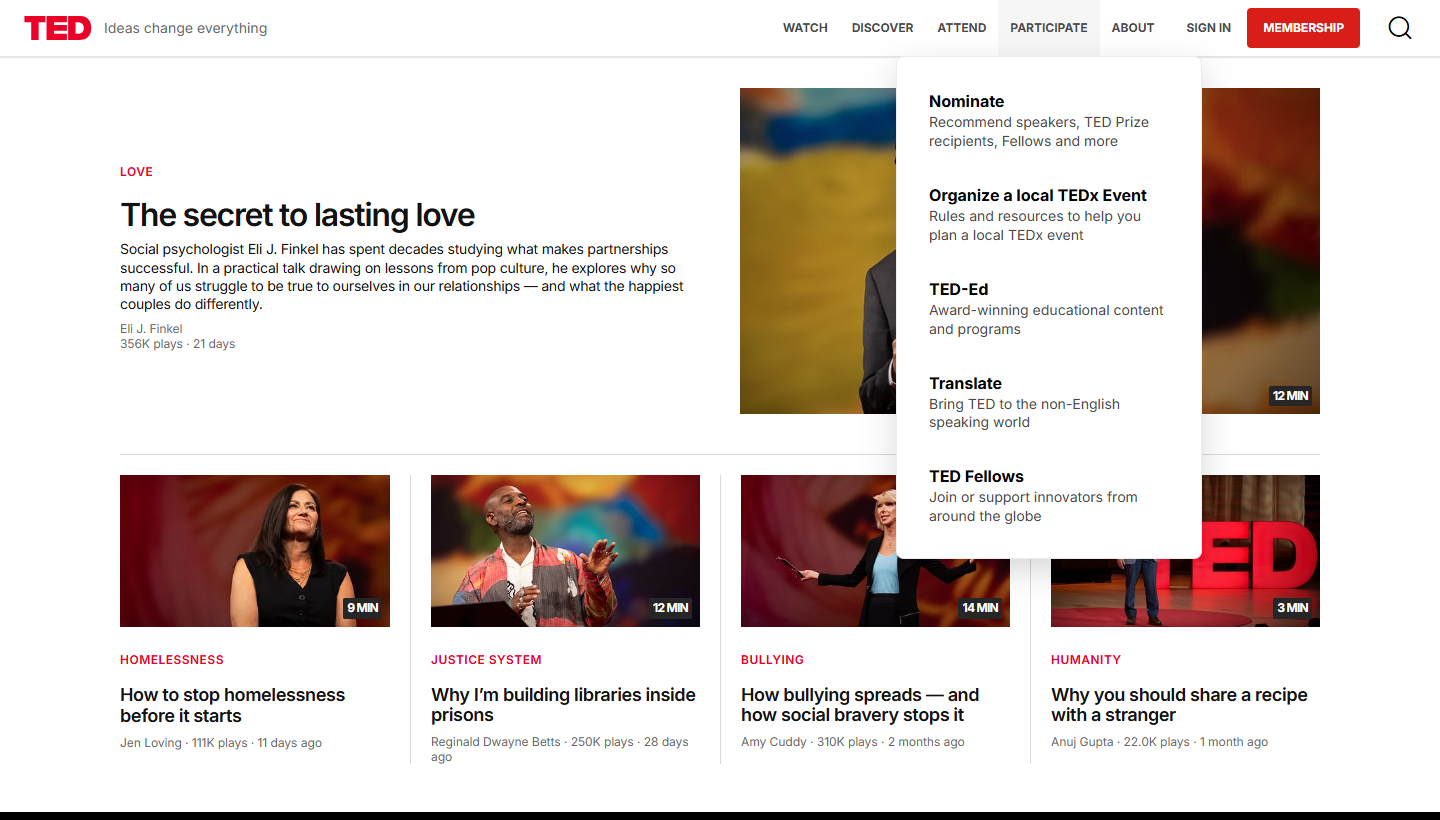 TED
Ideas change everything
WATCH
DISCOVER
ATTEND
PARTICIPATE
ABOUT
SIGN IN
MEMBERSHIP
Nominate
Recommend speakers, TED Prize
recipients, Fellows and more
Organize a local TEDx Event
Rules and resources to help you
plan a local TEDx event
TED-Ed
Award-winning educational content
and programs
Translate
Bring TED to the non-English
speaking world
TED Fellows
Join or support innovators from
around the globe
LOVE
The secret to lasting love
Social psychologist Eli J. Finkel has spent decades studying what makes partnerships
successful. In a practical talk drawing on lessons from pop culture, he explores why so
many of us struggle to be true to ourselves in our relationships — and what the happiest
couples do differently.
Eli J. Finkel
356K plays · 21 days
12 MIN
9 MIN
HOMELESSNESS
How to stop homelessness
before it starts
Jen Loving · 111K plays · 11 days ago
12 MIN
JUSTICE SYSTEM
Why I’m building libraries inside
prisons
Reginald Dwayne Betts · 250K plays · 28 days
ago
14 MIN
BULLYING
How bullying spreads — and
how social bravery stops it
Amy Cuddy · 310K plays · 2 months ago
TED
3 MIN
HUMANITY
Why you should share a recipe
with a stranger
Anuj Gupta · 22.0K plays · 1 month ago